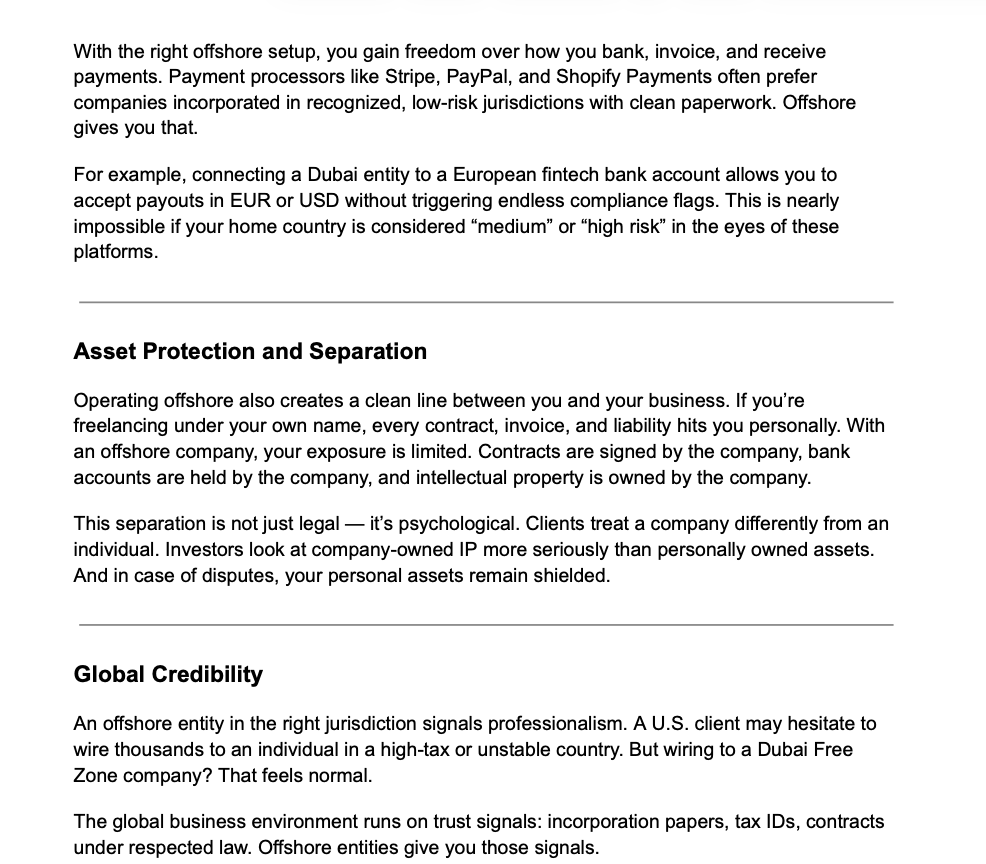 With the right offshore setup, you gain freedom over how you bank, invoice, and receive
payments. Payment processors like Stripe, PayPal, and Shopify Payments often prefer
companies incorporated in recognized, low-risk jurisdictions with clean paperwork. Offshore
gives you that.
For example, connecting a Dubai entity to a European fintech bank account allows you to
accept payouts in EUR or USD without triggering endless compliance flags. This is nearly
impossible if your home country is considered “medium” or “high risk” in the eyes of these
platforms.
Asset Protection and Separation
Operating offshore also creates a clean line between you and your business. If you’re
freelancing under your own name, every contract, invoice, and liability hits you personally. With
an offshore company, your exposure is limited. Contracts are signed by the company, bank
accounts are held by the company, and intellectual property is owned by the company.
This separation is not just legal — it’s psychological. Clients treat a company differently from an
individual. Investors look at company-owned IP more seriously than personally owned assets.
And in case of disputes, your personal assets remain shielded.
Global Credibility
An offshore entity in the right jurisdiction signals professionalism. A U.S. client may hesitate to
wire thousands to an individual in a high-tax or unstable country. But wiring to a Dubai Free
Zone company? That feels normal.
The global business environment runs on trust signals: incorporation papers, tax IDs, contracts
under respected law. Offshore entities give you those signals.